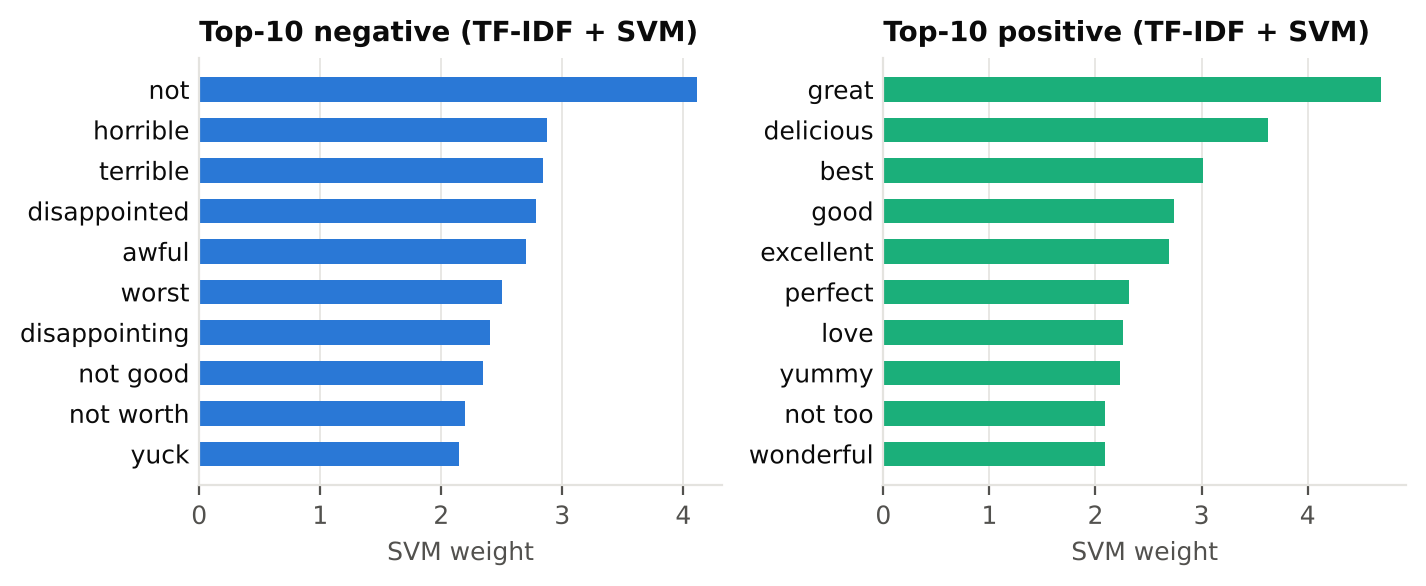 Top-10 negative (TF-IDF + SVM)
not
horrible
terrible
disappointed
awful
worst
disappointing
not good
not worth
yuck
0 1 2 3 4
SVM weight
Top-10 positive (TF-IDF + SVM)
great
delicious
best
good
excellent
perfect
love
yummy
not too
wonderful
0 1 2 3 4
SVM weight